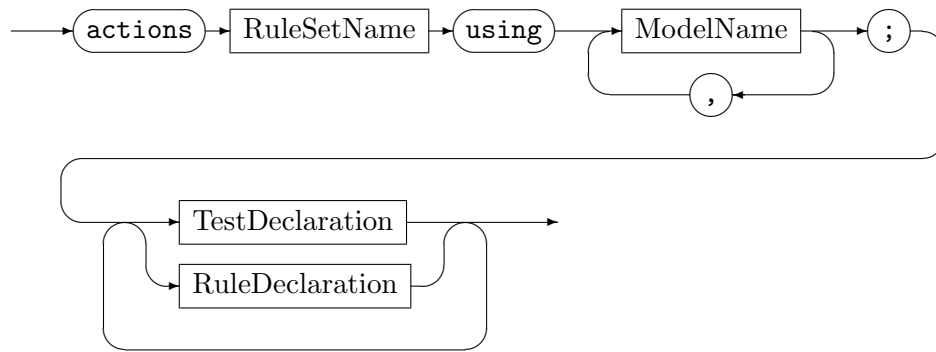 actions RuleSetName using ModelName ;
,
TestDeclaration
RuleDeclaration